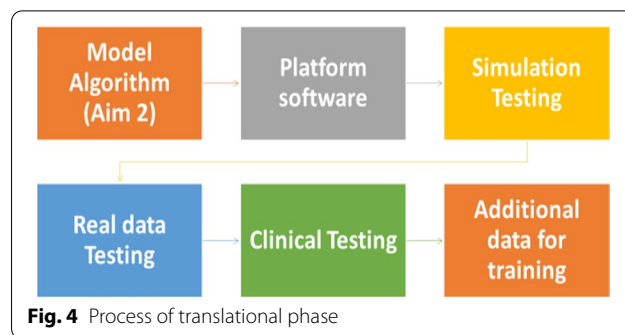 Model
Algorithm
(Aim 2)
Platform
software
Simulation
Testing
Real data
Testing
Clinical Testing
Additional
data for
training
Fig. 4 Process of translational phase